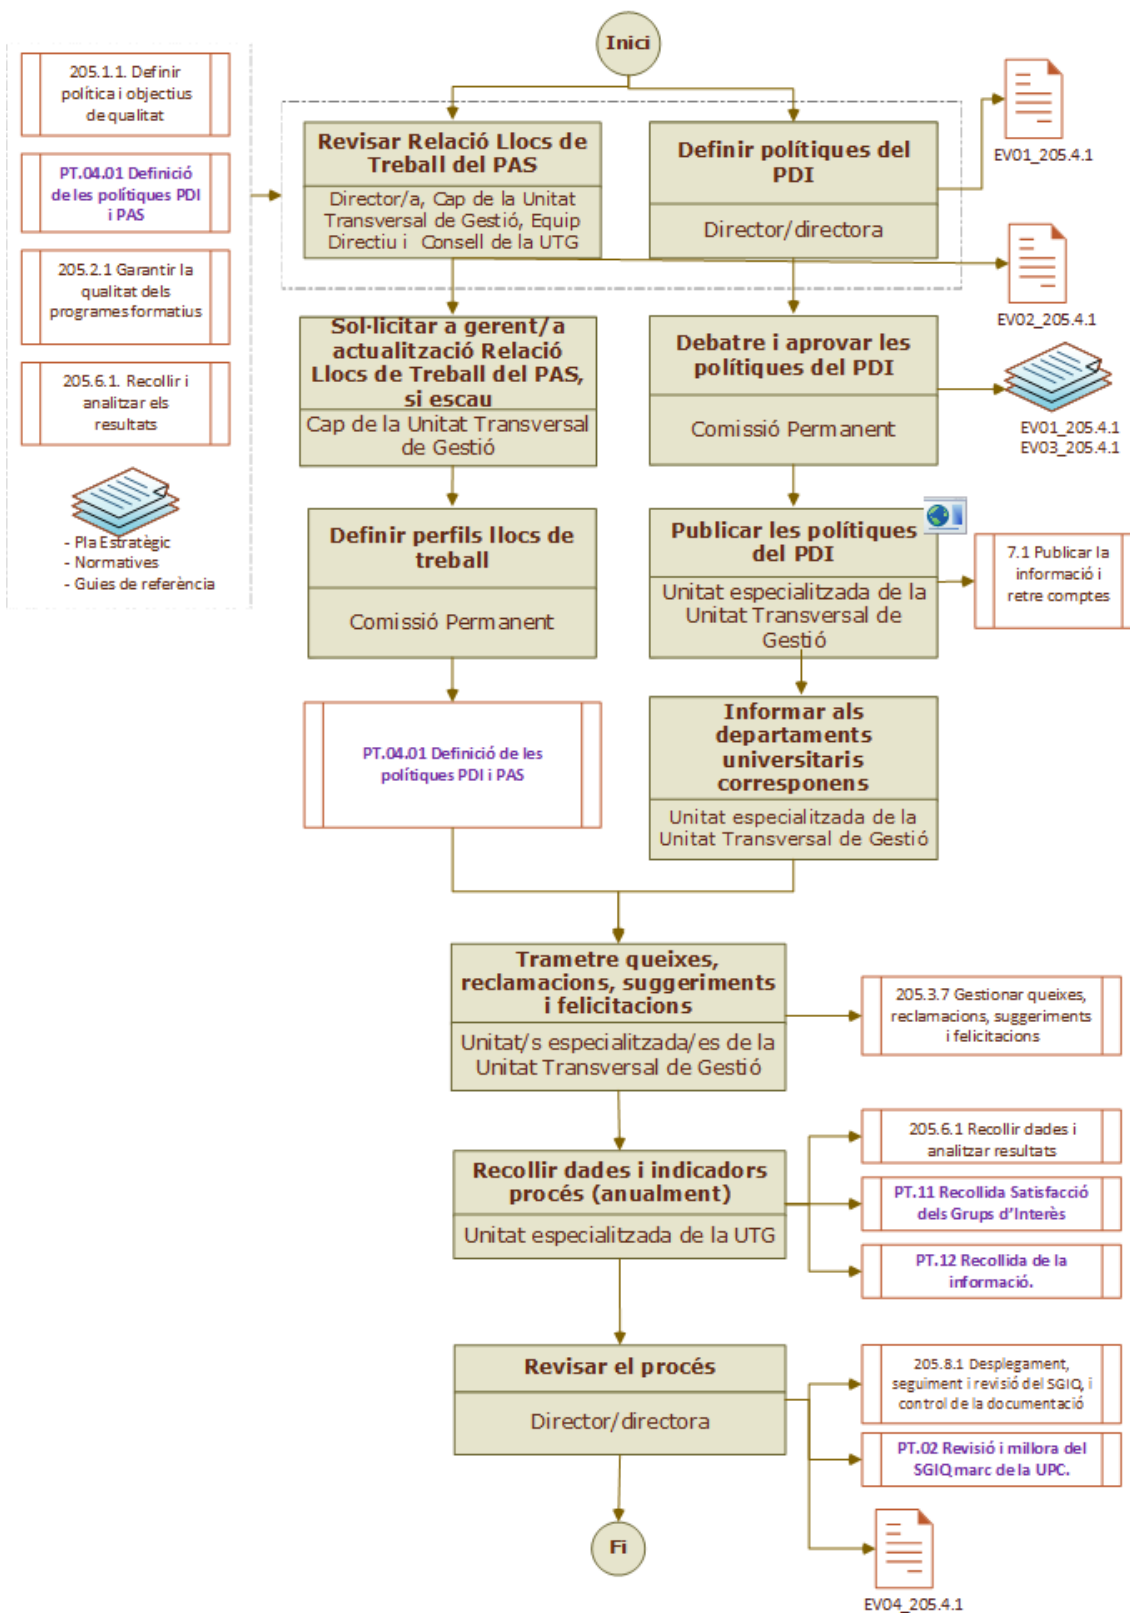 Inici
205.1.1. Definir
política i objectius
de qualitat
PT.04.01 Definició
de les polítiques PDI
i PAS
205.2.1 Garantir la
qualitat dels
programes formatius
205.6.1. Recollir i
analitzar els
resultats
- Pla Estratègic
- Normatives
- Guies de referència
Revisar Relació Llocs de
Treball del PAS
Director/a, Cap de la Unitat
Transversal de Gestió, Equip
Directiu i Consell de la UTG
Definir polítiques del
PDI
Director/directora
EV01_205.4.1
EV02_205.4.1
Sol·licitar a gerent/a
actualització Relació
Llocs de Treball del PAS,
si escau
Cap de la Unitat Transversal
de Gestió
Debatre i aprovar les
polítiques del PDI
Comissió Permanent
EV01_205.4.1
EV03_205.4.1
Definir perfils llocs de
treball
Comissió Permanent
Publicar les polítiques
del PDI
Unitat especialitzada de la
Unitat Transversal de
Gestió
7.1 Publicar la
informació i
retre comptes
PT.04.01 Definició de les
polítiques PDI i PAS
Informar als
departaments
universitaris
corresponens
Unitat especialitzada de la
Unitat Transversal de Gestió
Trametre queixes,
reclamacions, suggeriments
i felicitacions
Unitat/s especialitzada/es de la
Unitat Transversal de Gestió
205.3.7 Gestionar queixes,
reclamacions, suggeriments
i felicitacions
Recollir dades i indicadors
procés (anualment)
Unitat especialitzada de la UTG
205.6.1 Recollir dades i
analitzar resultats
PT.11 Recollida Satisfacció
dels Grups d'Interès
PT.12 Recollida de la
informació.
Revisar el procés
Director/directora
205.8.1 Desplegament,
seguiment i revisió del SGIQ, i
control de la documentació
PT.02 Revisió i millora del
SGIQ marc de la UPC.
Fi
EV04_205.4.1